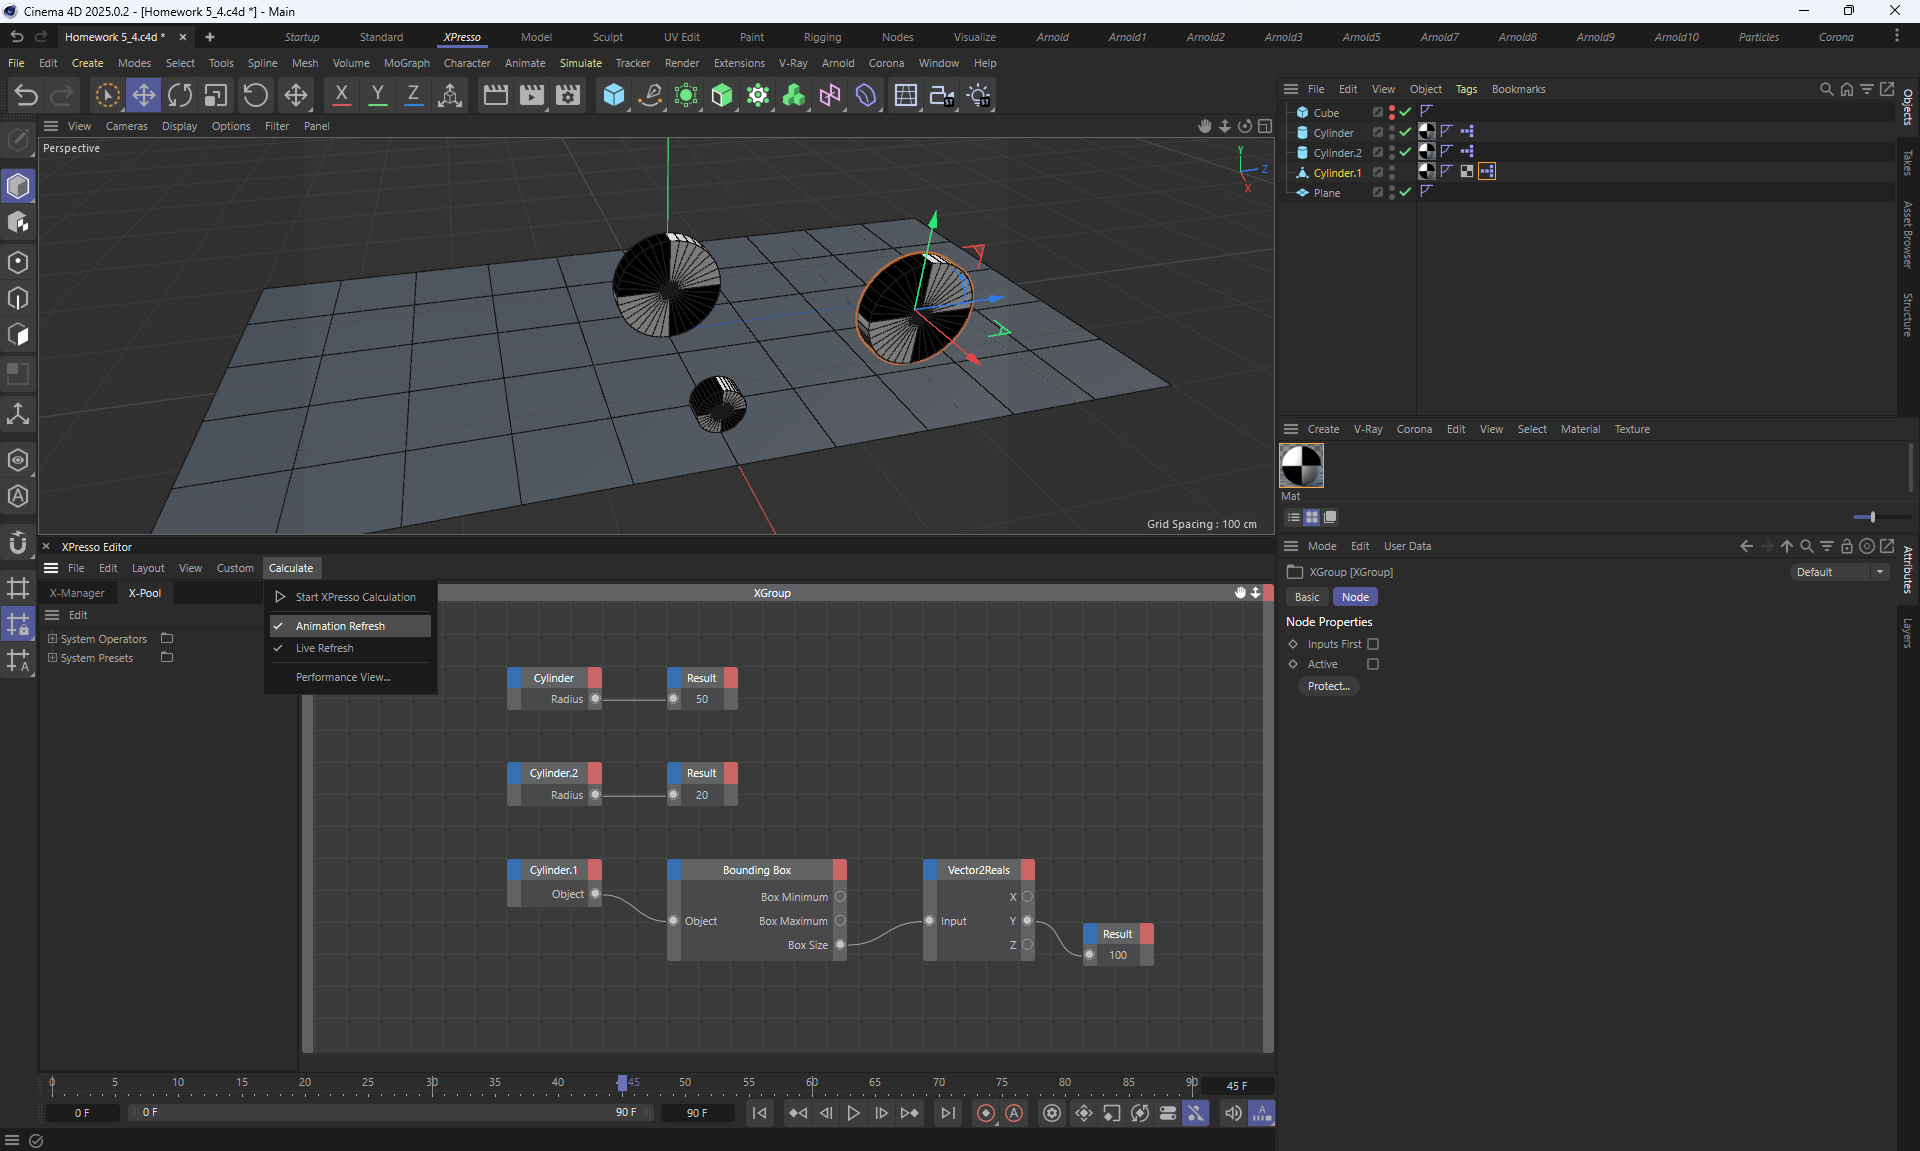 Cinema 4D 2025.0.2 - [Homework 5_4.c4d *] - Main
Homework 5_4.c4d *
Startup Standard XPresso Model Sculpt UV Edit Paint Rigging Nodes Visualize Arnold Arnold1 Arnold2 Arnold3 Arnold5 Arnold7 Arnold8 Arnold9 Arnold10 Particles Corona
File Edit Create Modes Select Tools Spline Mesh Volume MoGraph Character Animate Simulate Tracker Render Extensions V-Ray Arnold Corona Window Help
X Y Z
ST ST
View Cameras Display Options Filter Panel
Perspective
Y
Z
X
Grid Spacing : 100 cm
File Edit View Object Tags Bookmarks
Cube
Cylinder
Cylinder.2
Cylinder.1
Plane
Objects
Takes
Asset Browser
Structure
Create V-Ray Corona Edit View Select Material Texture
Mat
Mode Edit User Data
XGroup [XGroup]
Default
Basic Node
Node Properties
Inputs First
Active
Protect...
Attributes
Layers
XPresso Editor
File Edit Layout View Custom Calculate
X-Manager X-Pool
Edit
System Operators
System Presets
Start XPresso Calculation
Animation Refresh
Live Refresh
Performance View...
XGroup
Cylinder
Radius
Result
50
Cylinder.2
Radius
Result
20
Cylinder.1
Object
Bounding Box
Box Minimum
Object Box Maximum
Box Size
Vector2Reals
X
Input Y
Z
Result
100
0 5 10 15 20 25 30 35 40 45 50 55 60 65 70 75 80 85 90
45 F
0 F 0 F 90 F 90 F